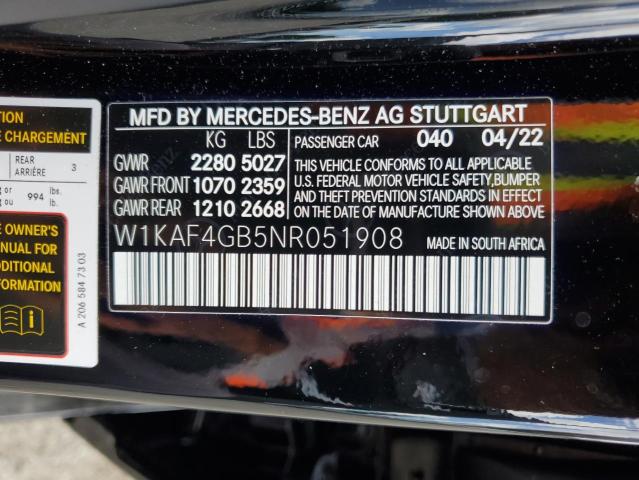 TION
E CHARGEMENT
REAR
ARRIÈRE
3
or
994
lbs.
lb.
E OWNER'S
ANUAL FOR
DITIONAL
FORMATION
A 206 584 73 03
MFD BY MERCEDES-BENZ AG STUTTGART
KG LBS PASSENGER CAR 040 04/22
GVWR 2280 5027
GAWR FRONT 1070 2359
GAWR REAR 1210 2668
THIS VEHICLE CONFORMS TO ALL APPLICABLE
U.S. FEDERAL MOTOR VEHICLE SAFETY,BUMPER
AND THEFT PREVENTION STANDARDS IN EFFECT
ON THE DATE OF MANUFACTURE SHOWN ABOVE.
W1KAF4GB5NR051908 MADE IN SOUTH AFRICA